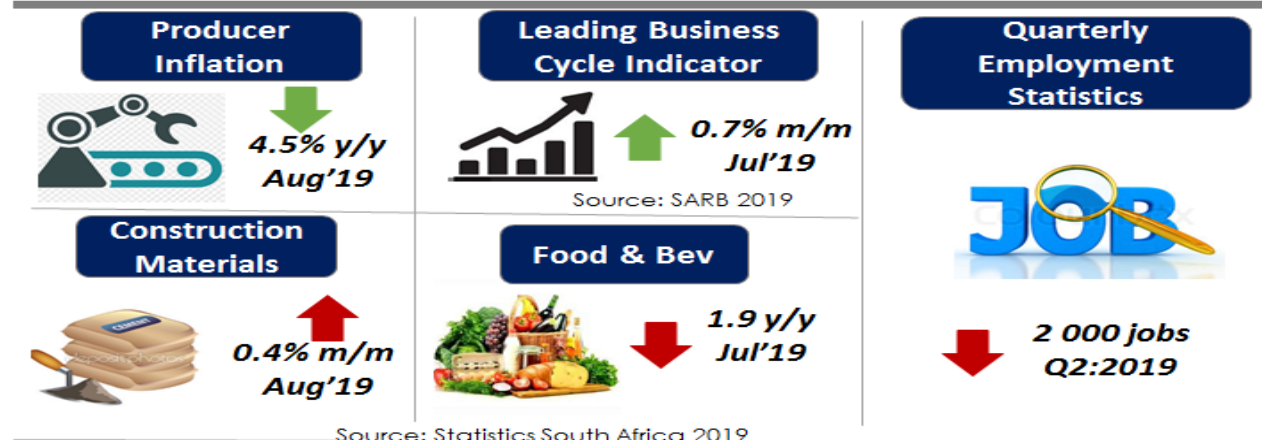 Producer
Inflation
4.5% y/y
Aug'19
Leading Business
Cycle Indicator
0.7% m/m
Jul'19
Source: SARB 2019
Quarterly
Employment
Statistics
JOB
2 000 jobs
Q2:2019
Construction
Materials
CEMENT
0.4% m/m
Aug'19
Food & Bev
1.9 y/y
Jul'19
Source: Statistics South Africa 2019